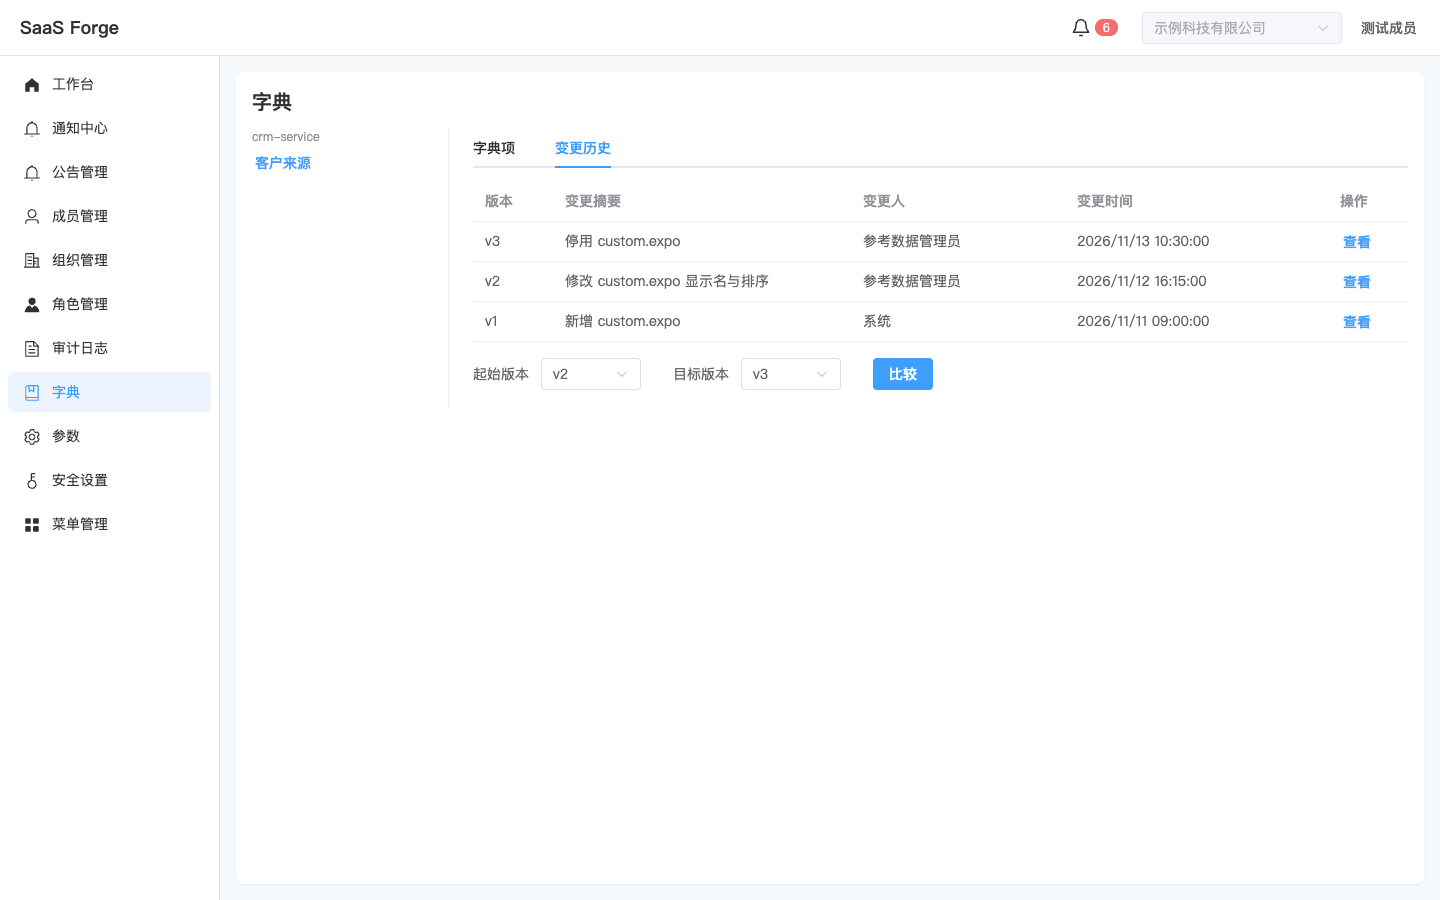 SaaS Forge
6
示例科技有限公司
测试成员
工作台
通知中心
公告管理
成员管理
组织管理
角色管理
审计日志
字典
参数
安全设置
菜单管理
字典
crm-service
客户来源
字典项 变更历史
版本 变更摘要 变更人 变更时间 操作
v3 停用 custom.expo 参考数据管理员 2026/11/13 10:30:00 查看
v2 修改 custom.expo 显示名与排序 参考数据管理员 2026/11/12 16:15:00 查看
v1 新增 custom.expo 系统 2026/11/11 09:00:00 查看
起始版本 v2 目标版本 v3 比较